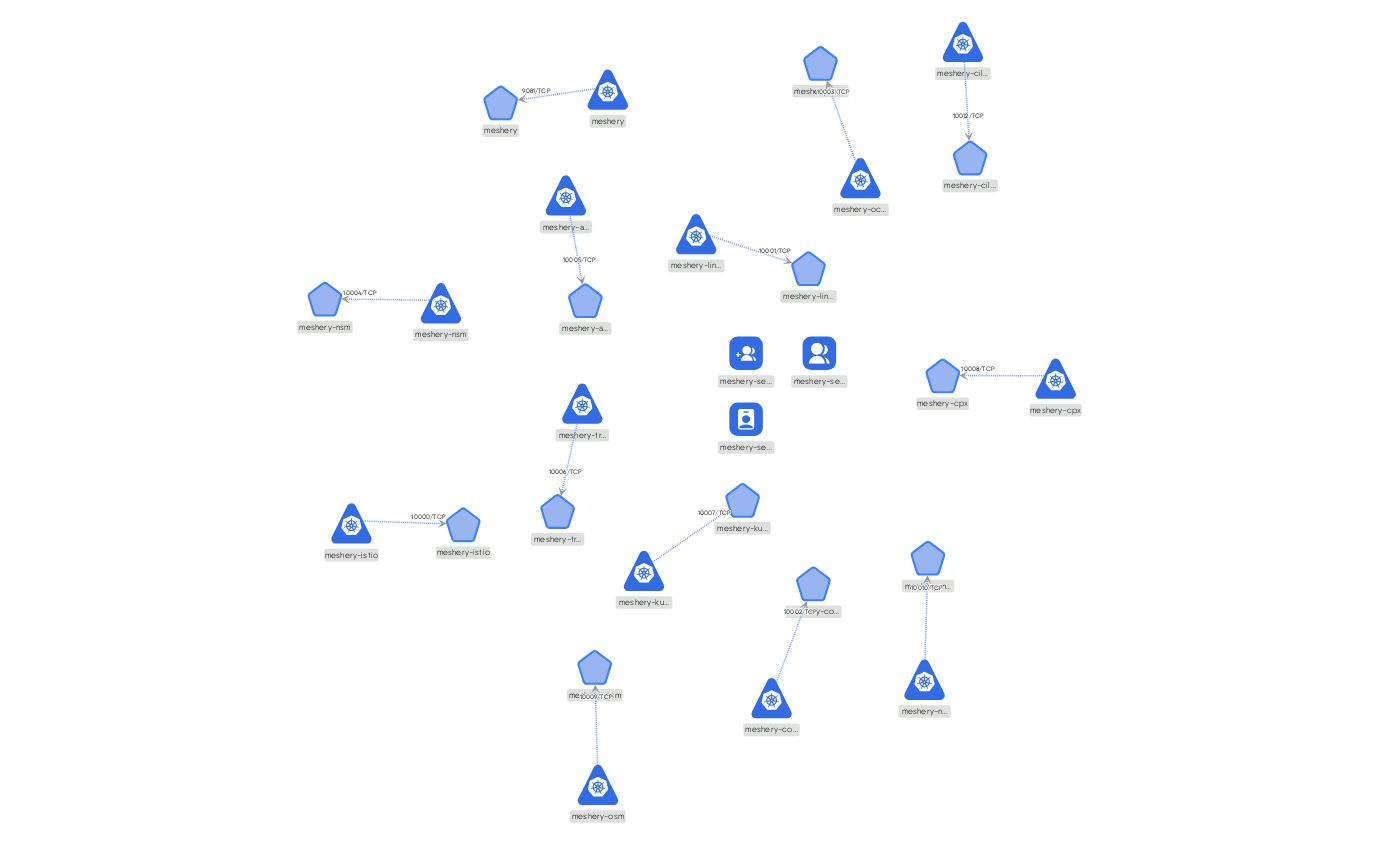 meshery-cil...
10003/TCP
9081/TCP
10012/TCP
meshery
meshery
meshery-cil...
meshery-oc...
meshery-a...
10001/TCP
10005/TCP
meshery-lin...
meshery-lin...
10004/TCP
meshery-nsm
meshery-nsm
meshery-a...
10008/TCP
meshery-se...
meshery-se...
meshery-cpx
meshery-cpx
meshery-tr...
meshery-se...
10006/TCP
10007/TCP
10000/TCP
meshery-ku...
meshery-tr...
meshery-istio
meshery-istio
10010/TCP
meshery-ku...
10002/TCP
y-co...
10009/TCP
meshery-n...
meshery-co...
meshery-osm